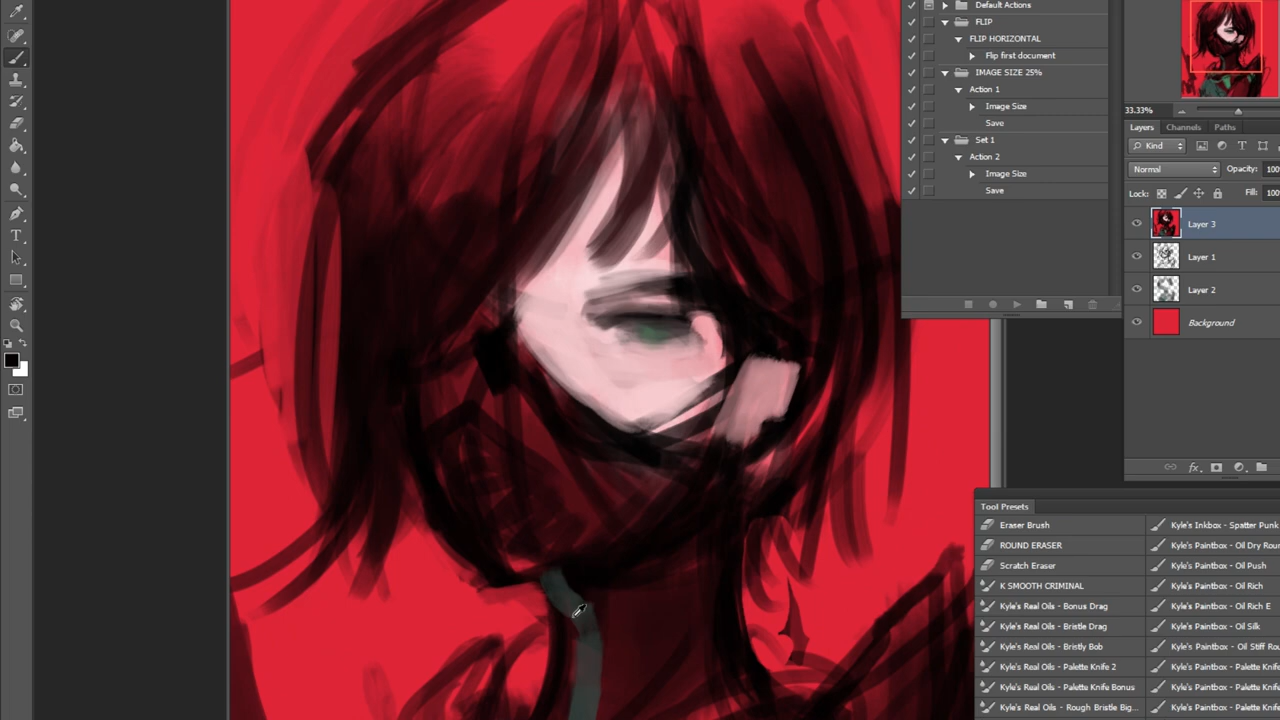 Default Actions
FLIP
FLIP HORIZONTAL
Flip first document
IMAGE SIZE 25%
Action 1
Image Size
Save
Set 1
Action 2
Image Size
Save
33.33%
Layers Channels Paths
Kind
Normal Opacity: 100
Lock: Fill: 100
Layer 3
Layer 1
Layer 2
Background
fx
Tool Presets
Eraser Brush Kyle's Inkbox - Spatter Punk
ROUND ERASER Kyle's Paintbox - Oil Dry Rou
Scratch Eraser Kyle's Paintbox - Oil Push
K SMOOTH CRIMINAL Kyle's Paintbox - Oil Rich
Kyle's Real Oils - Bonus Drag Kyle's Paintbox - Oil Rich E
Kyle's Real Oils - Bristle Drag Kyle's Paintbox - Oil Silk
Kyle's Real Oils - Bristly Bob Kyle's Paintbox - Oil Stiff Rou
Kyle's Real Oils - Palette Knife 2 Kyle's Paintbox - Palette Knife
Kyle's Real Oils - Palette Knife Bonus Kyle's Paintbox - Palette Knife
Kyle's Real Oils - Rough Bristle Big... Kyle's Paintbox - Palette Knife